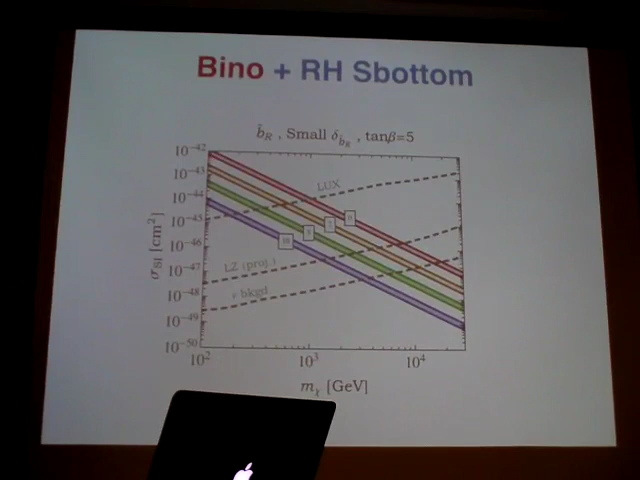 Bino + RH Sbottom
b̃_R , Small δ_b̃_R , tanβ=5
10^-42
10^-43
10^-44
10^-45
10^-46
10^-47
10^-48
10^-49
10^-50
σ_SI [cm²]
LUX
LZ (proj.)
ν bkgd
10² 10³ 10⁴
m_χ [GeV]